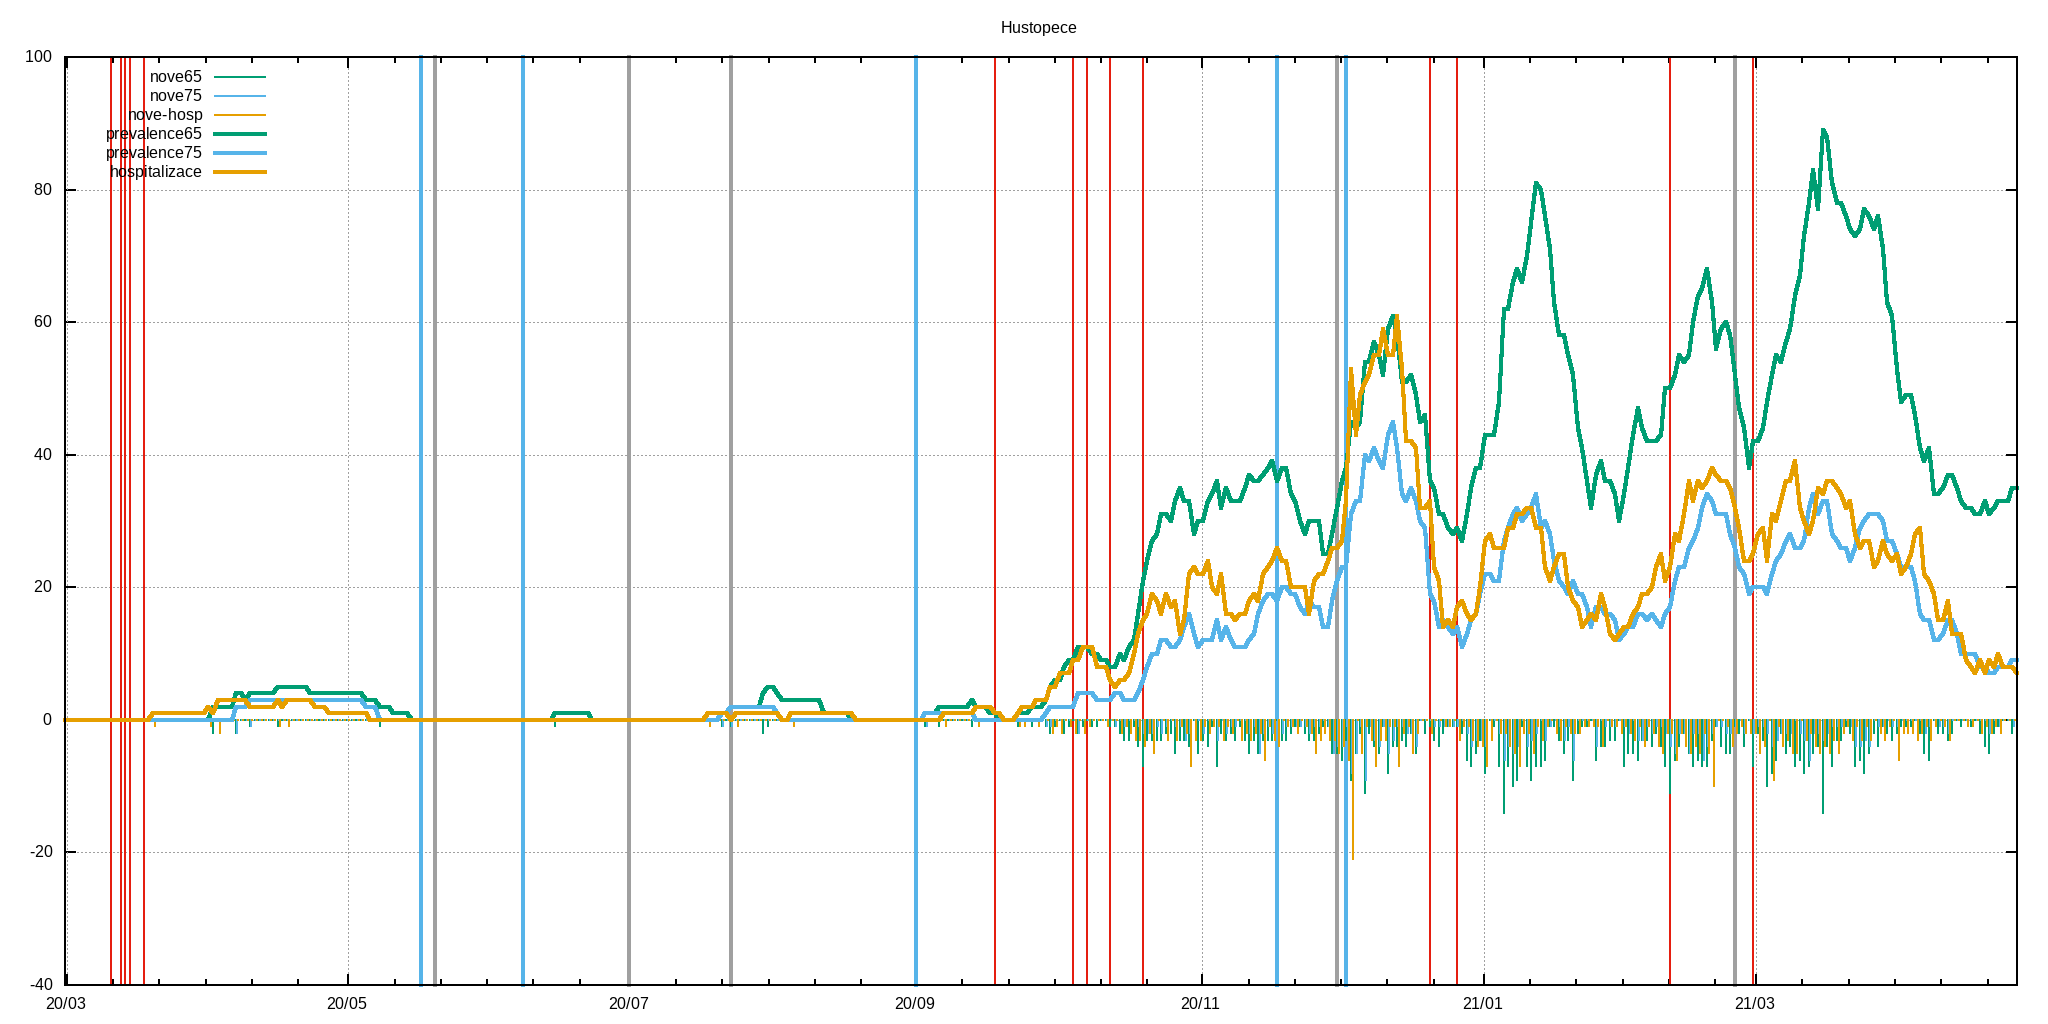 Hustopece
100
80
60
40
20
0
-20
-40
nove65
nove75
nove-hosp
prevalence65
prevalence75
hospitalizace
20/03 20/05 20/07 20/09 20/11 21/01 21/03